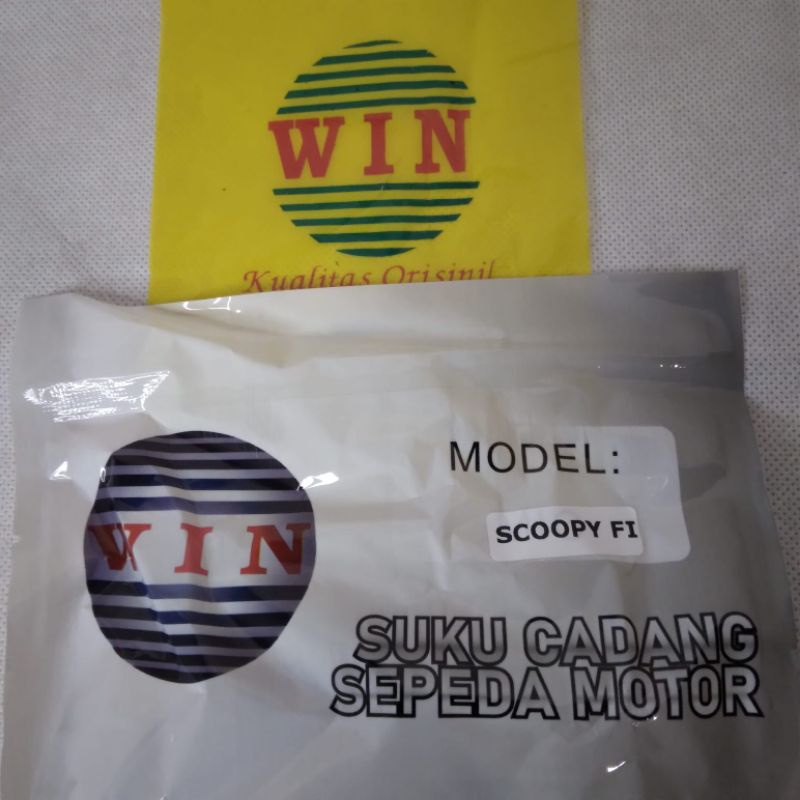 WIN
Kualitas Orisinil
WIN
MODEL:
SCOOPY FI
SUKU CADANG
SEPEDA MOTOR